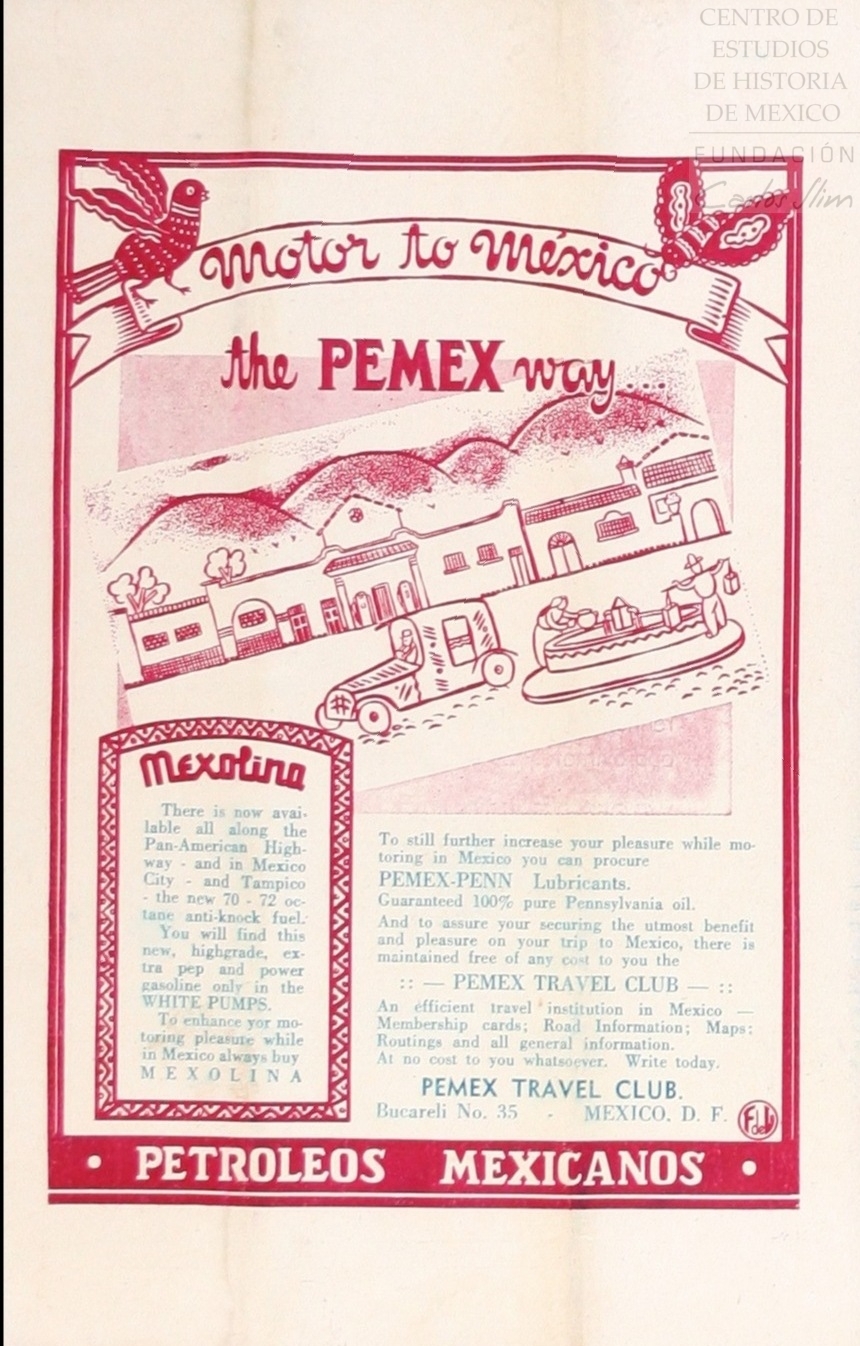 CENTRO DE
ESTUDIOS
DE HISTORIA
DE MEXICO
FUNDACIÓN
Carlos Slim
Motor to México
the PEMEX way...
Mexolina
There is now avai-
lable all along the
Pan-American High-
way - and in Mexico
City - and Tampico
- the new 70 - 72 oc-
tane anti-knock fuel.
You will find this
new, highgrade, ex-
tra pep and power
gasoline only in the
WHITE PUMPS.
To enhance yor mo-
toring pleasure while
in Mexico always buy
MEXOLINA
To still further increase your pleasure while mo-
toring in Mexico you can procure
PEMEX-PENN Lubricants.
Guaranteed 100% pure Pennsylvania oil.
And to assure your securing the utmost benefit
and pleasure on your trip to Mexico, there is
maintained free of any cost to you the
:: — PEMEX TRAVEL CLUB — ::
An efficient travel institution in Mexico —
Membership cards; Road Information; Maps;
Routings and all general information.
At no cost to you whatsoever. Write today.
PEMEX TRAVEL CLUB.
Bucareli No. 35 - MEXICO, D. F.
• PETROLEOS MEXICANOS •